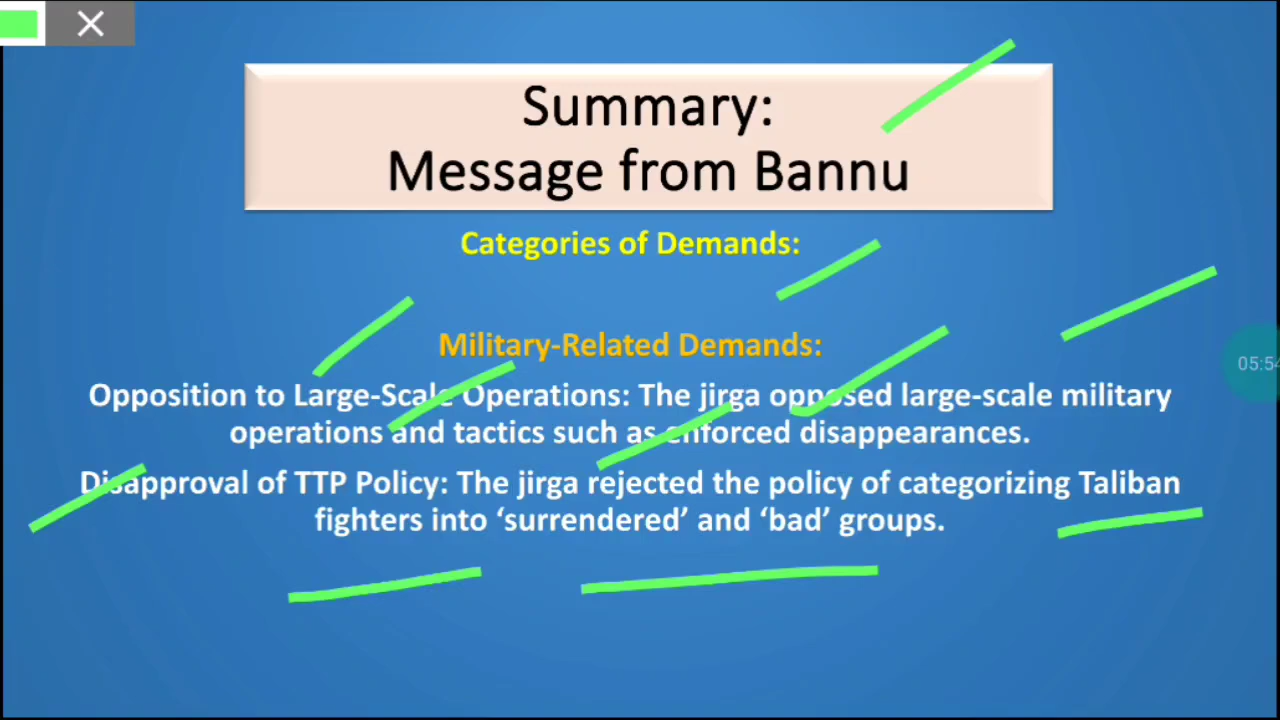 Summary:
Message from Bannu
Categories of Demands:
Military-Related Demands:
Opposition to Large-Scale Operations: The jirga opposed large-scale military
operations and tactics such as enforced disappearances.
Disapproval of TTP Policy: The jirga rejected the policy of categorizing Taliban
fighters into ‘surrendered’ and ‘bad’ groups.
05:54